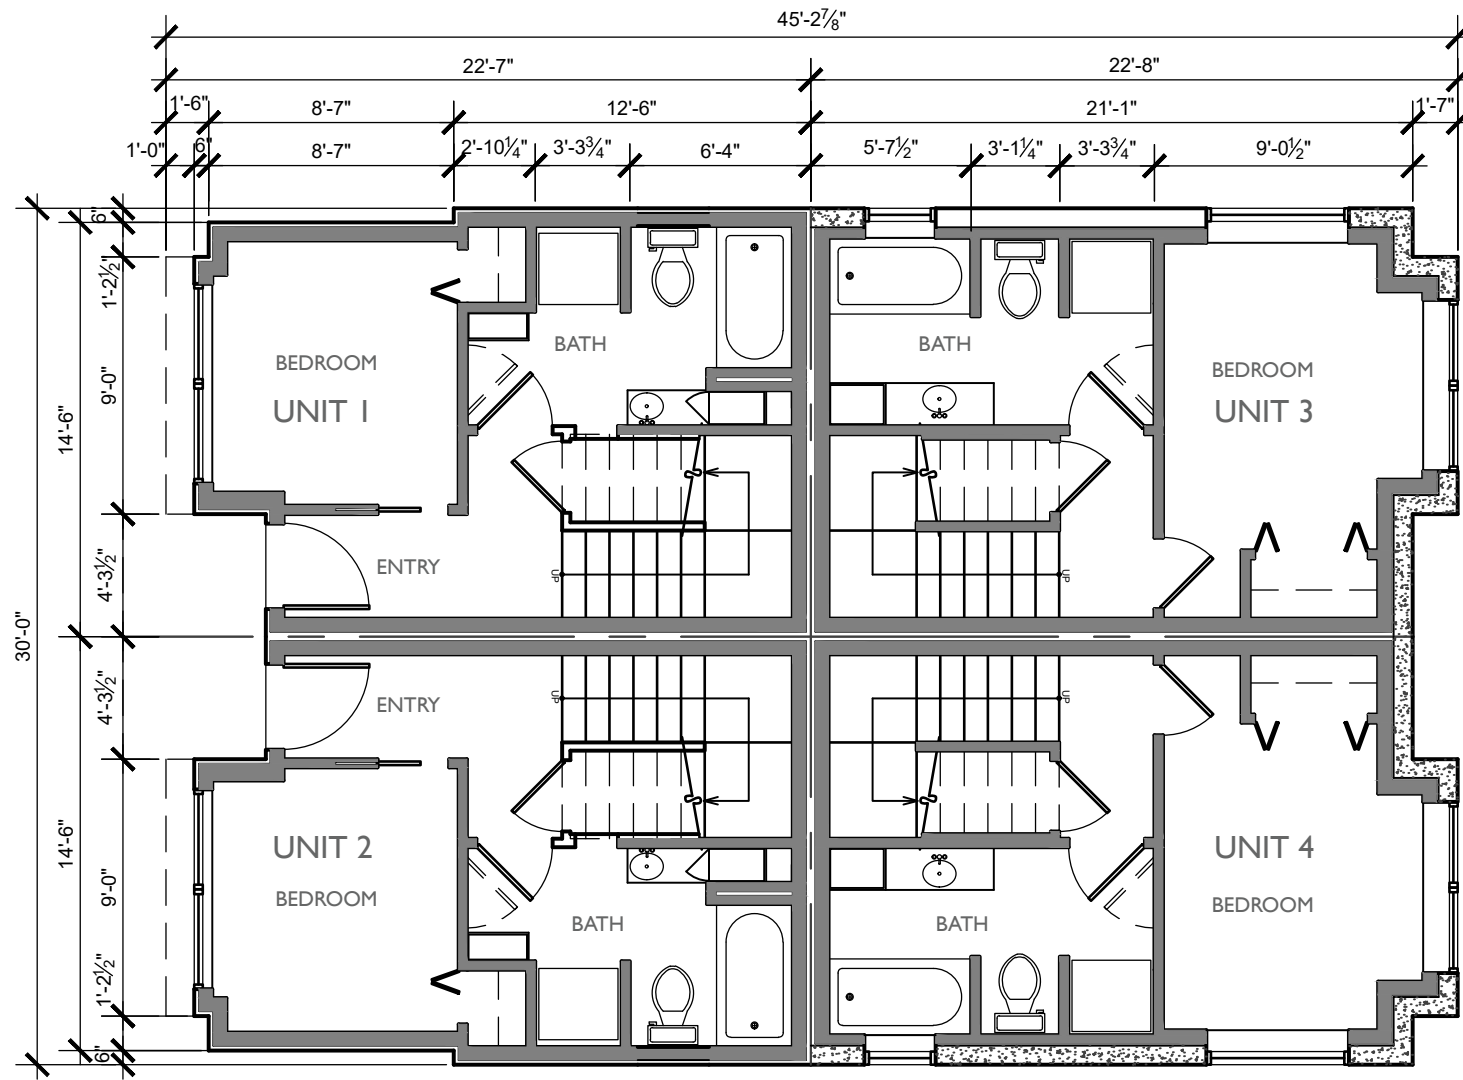 45'-2⅞"
22'-7" 22'-8"
1'-6" 8'-7" 12'-6" 21'-1" 1'-7"
1'-0" 6" 8'-7" 2'-10¼" 3'-3¾" 6'-4" 5'-7½" 3'-1¼" 3'-3¾" 9'-0½"
6"
1'-2½"
9'-0"
14'-6"
4'-3½"
30'-0"
4'-3½"
14'-6"
9'-0"
1'-2½"
6"
BATH BATH
BEDROOM BEDROOM
UNIT 1 UNIT 3
ENTRY UP UP
ENTRY UP UP
UNIT 2 UNIT 4
BEDROOM BEDROOM
BATH BATH